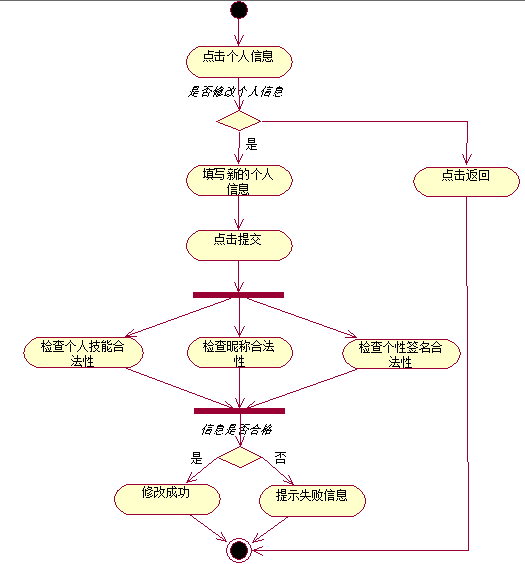 点击个人信息
是否修改个人信息
是
填写新的个人
信息
点击返回
点击提交
检查个人技能合
法性
检查昵称合法
性
检查个性签名合
法性
信息是否合格
是
否
修改成功
提示失败信息